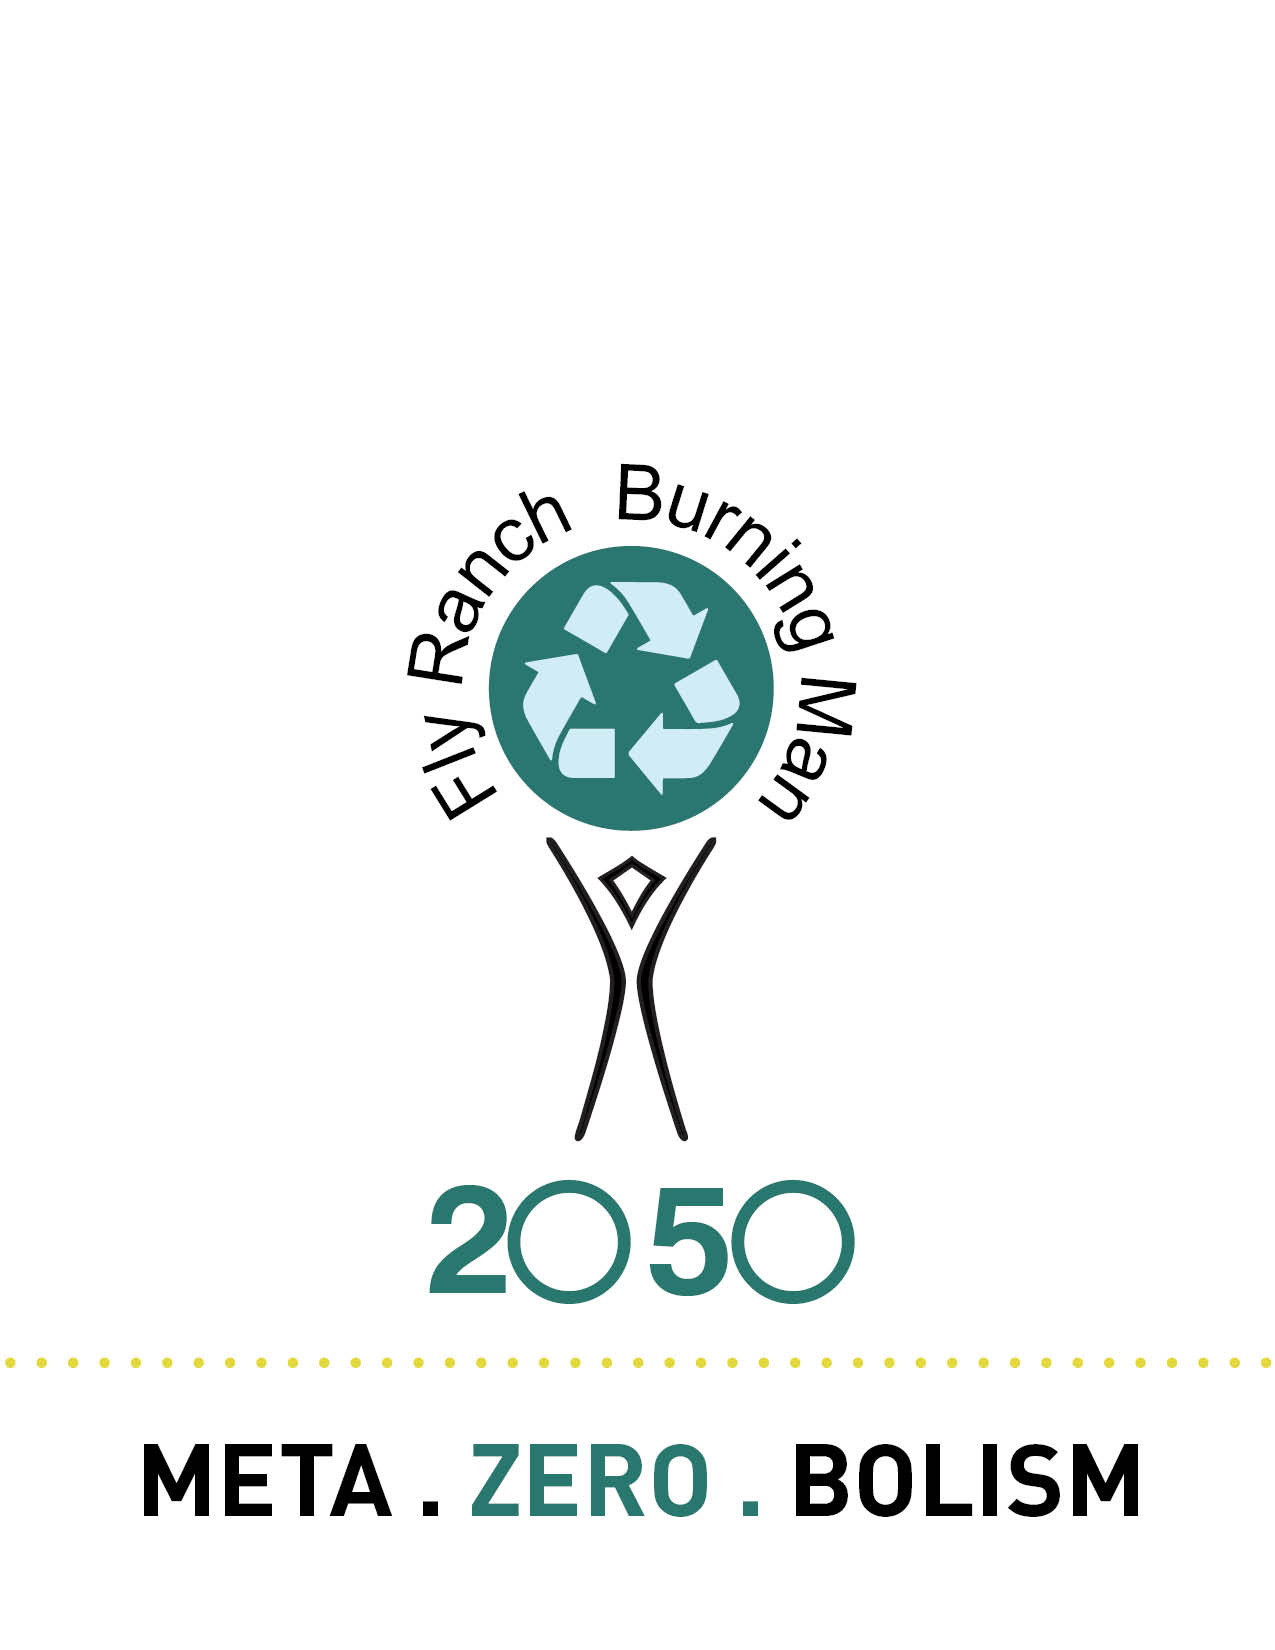 Fly Ranch Burning Man
2050
META . ZERO . BOLISM